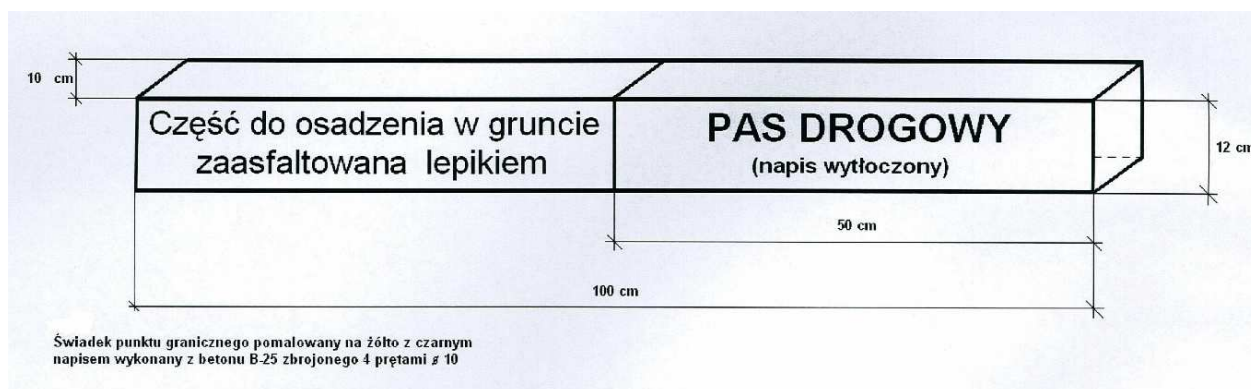 10 cm
Część do osadzenia w gruncie
zaasfaltowana lepikiem
PAS DROGOWY
(napis wytłoczony)
12 cm
50 cm
100 cm
Świadek punktu granicznego pomalowany na żółto z czarnym
napisem wykonany z betonu B-25 zbrojonego 4 prętami ø 10